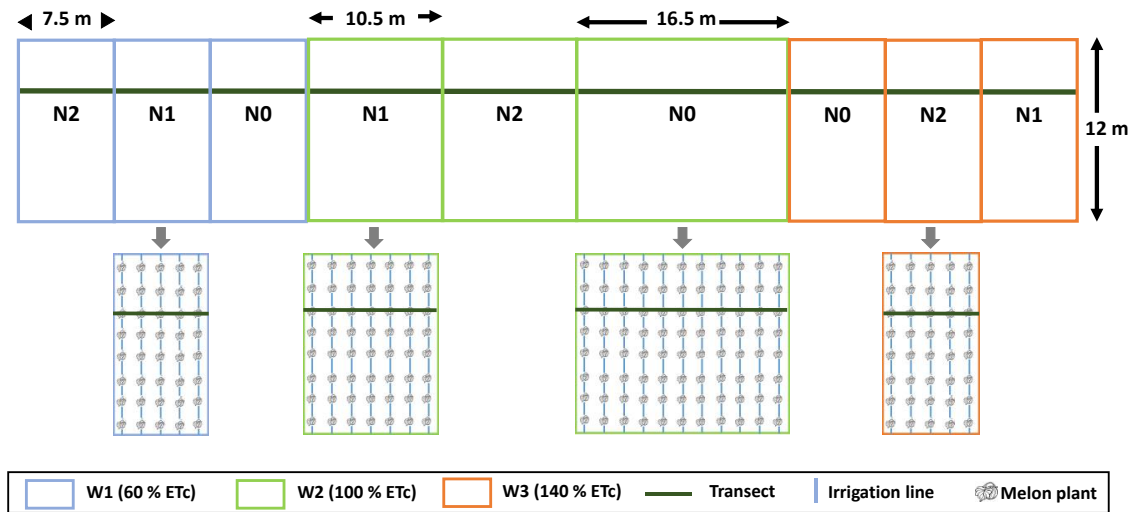 7.5 m
10.5 m
16.5 m
N2 N1 N0 N1 N2 N0 N0 N2 N1
12 m
W1 (60 % ETc) W2 (100 % ETc) W3 (140 % ETc) Transect Irrigation line Melon plant